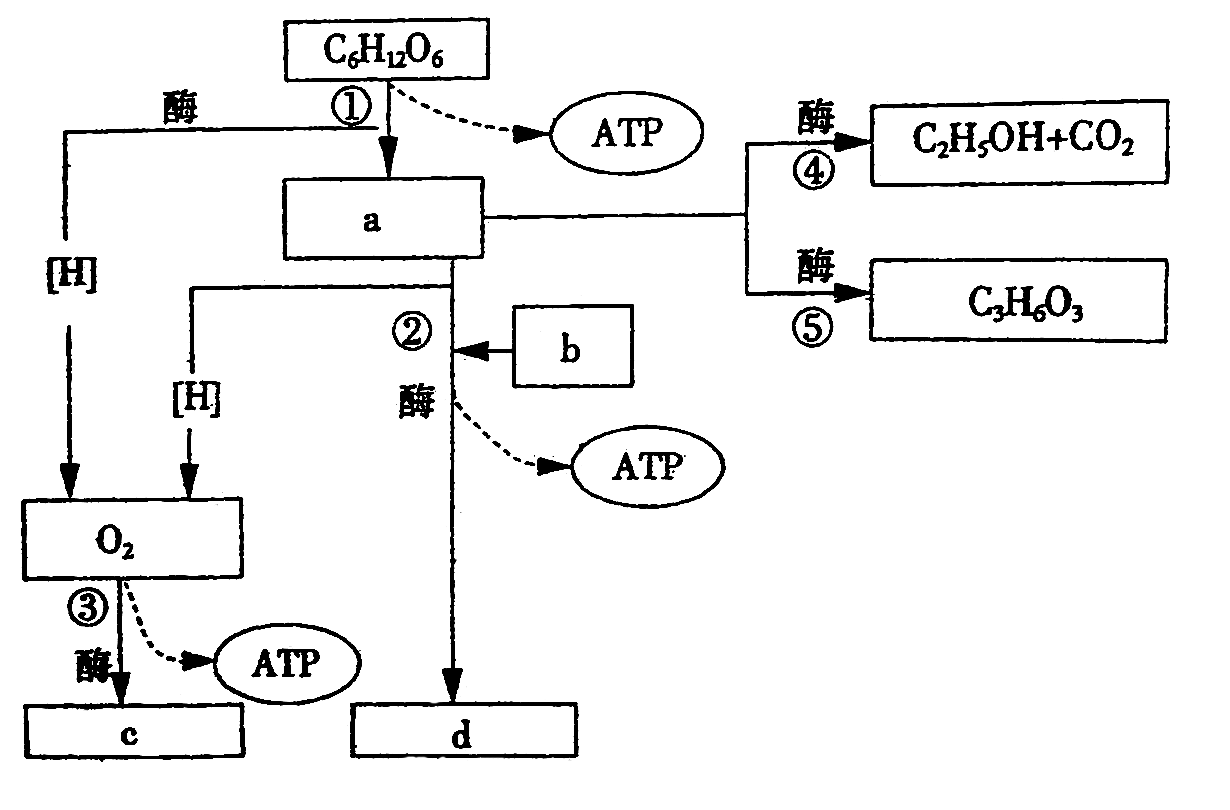 C₆H₁₂O₆
①
酶
ATP
酶
④
C₂H₅OH+CO₂
a
[H]
酶
⑤
C₃H₆O₃
②
b
[H]
酶
ATP
O₂
③
酶
ATP
c
d